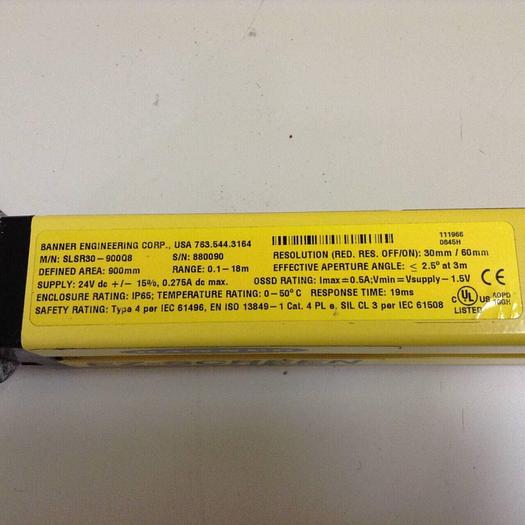 BANNER ENGINEERING CORP., USA 763.544.3164
111966
0845H
M/N: SLSR30-900Q8 S/N: 880090 RESOLUTION (RED. RES. OFF/ON): 30mm / 60mm
DEFINED AREA: 900mm RANGE: 0.1-18m EFFECTIVE APERTURE ANGLE: ≤ 2.5° at 3m
SUPPLY: 24V dc +/- 15%, 0.275A dc max. OSSD RATING: Imax=0.5A;Vmin=Vsupply-1.5V
ENCLOSURE RATING: IP65; TEMPERATURE RATING: 0-50°C RESPONSE TIME: 19ms
SAFETY RATING: Type 4 per IEC 61496, EN ISO 13849-1 Cat. 4 PL e, SIL CL 3 per IEC 61508
CE
C UL US
LISTED
AOPD